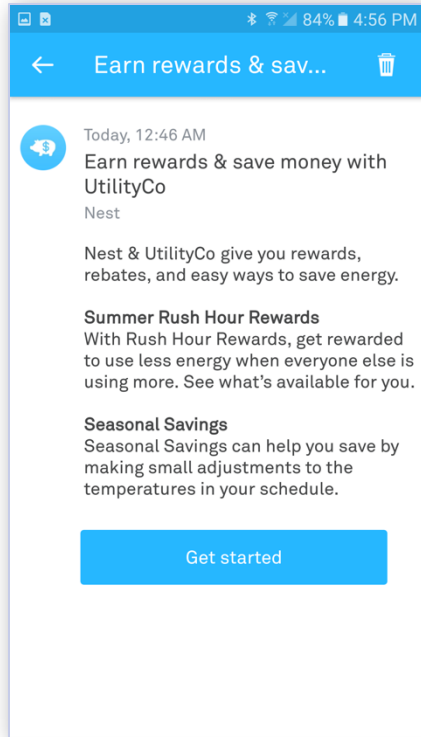 84% 4:56 PM
Earn rewards & sav...
$
Today, 12:46 AM
Earn rewards & save money with
UtilityCo
Nest
Nest & UtilityCo give you rewards,
rebates, and easy ways to save energy.
Summer Rush Hour Rewards
With Rush Hour Rewards, get rewarded
to use less energy when everyone else is
using more. See what's available for you.
Seasonal Savings
Seasonal Savings can help you save by
making small adjustments to the
temperatures in your schedule.
Get started